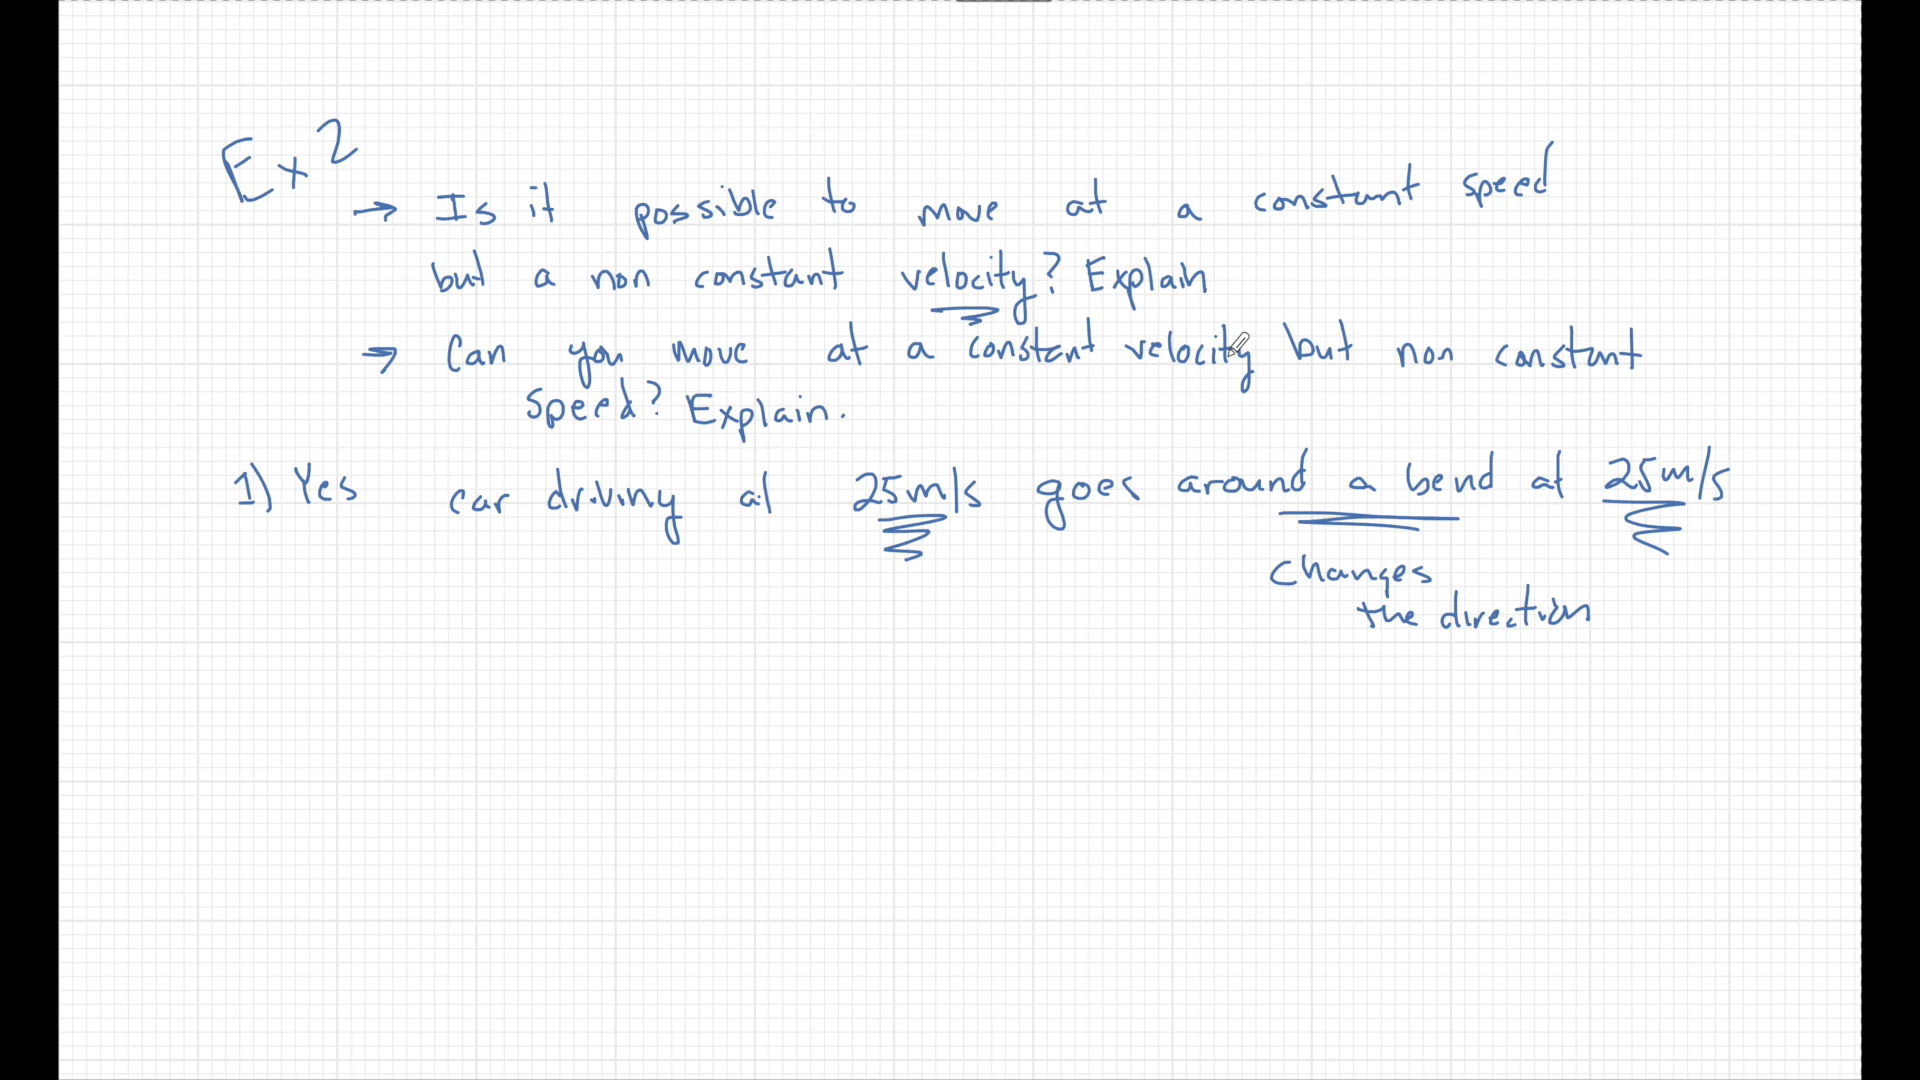 Ex 2
→ Is it possible to move at a constant speed
but a non constant velocity? Explain
→ Can you move at a constant velocity but non constant
speed? Explain.
1) Yes car driving at 25m/s goes around a bend at 25m/s
changes
the direction